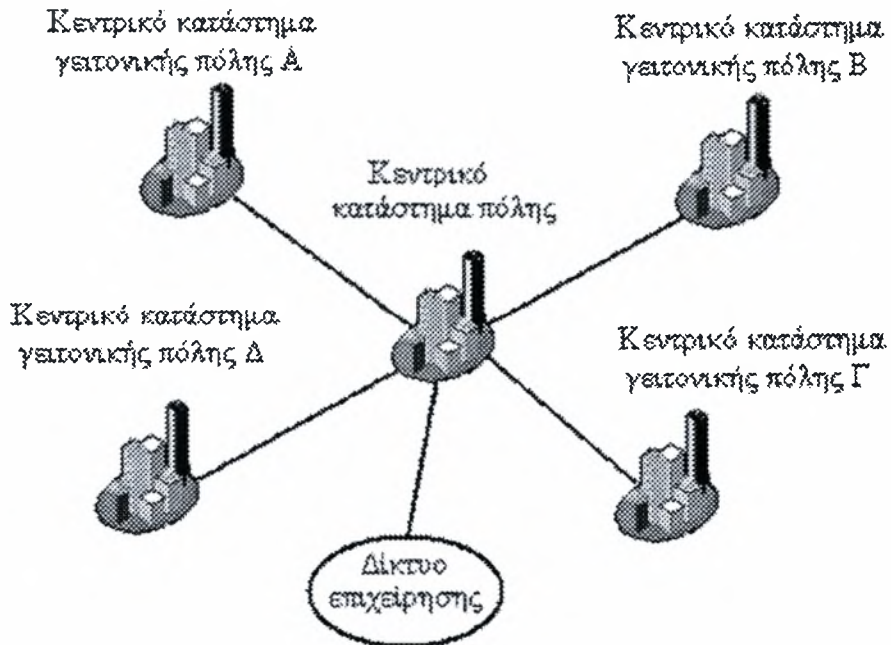 Κεντρικό κατάστημα
γειτονικής πόλης Α
Κεντρικό κατάστημα
γειτονικής πόλης Β
Κεντρικό
κατάστημα πόλης
Κεντρικό κατάστημα
γειτονικής πόλης Δ
Κεντρικό κατάστημα
γειτονικής πόλης Γ
Δίκτυο
επιχείρησης